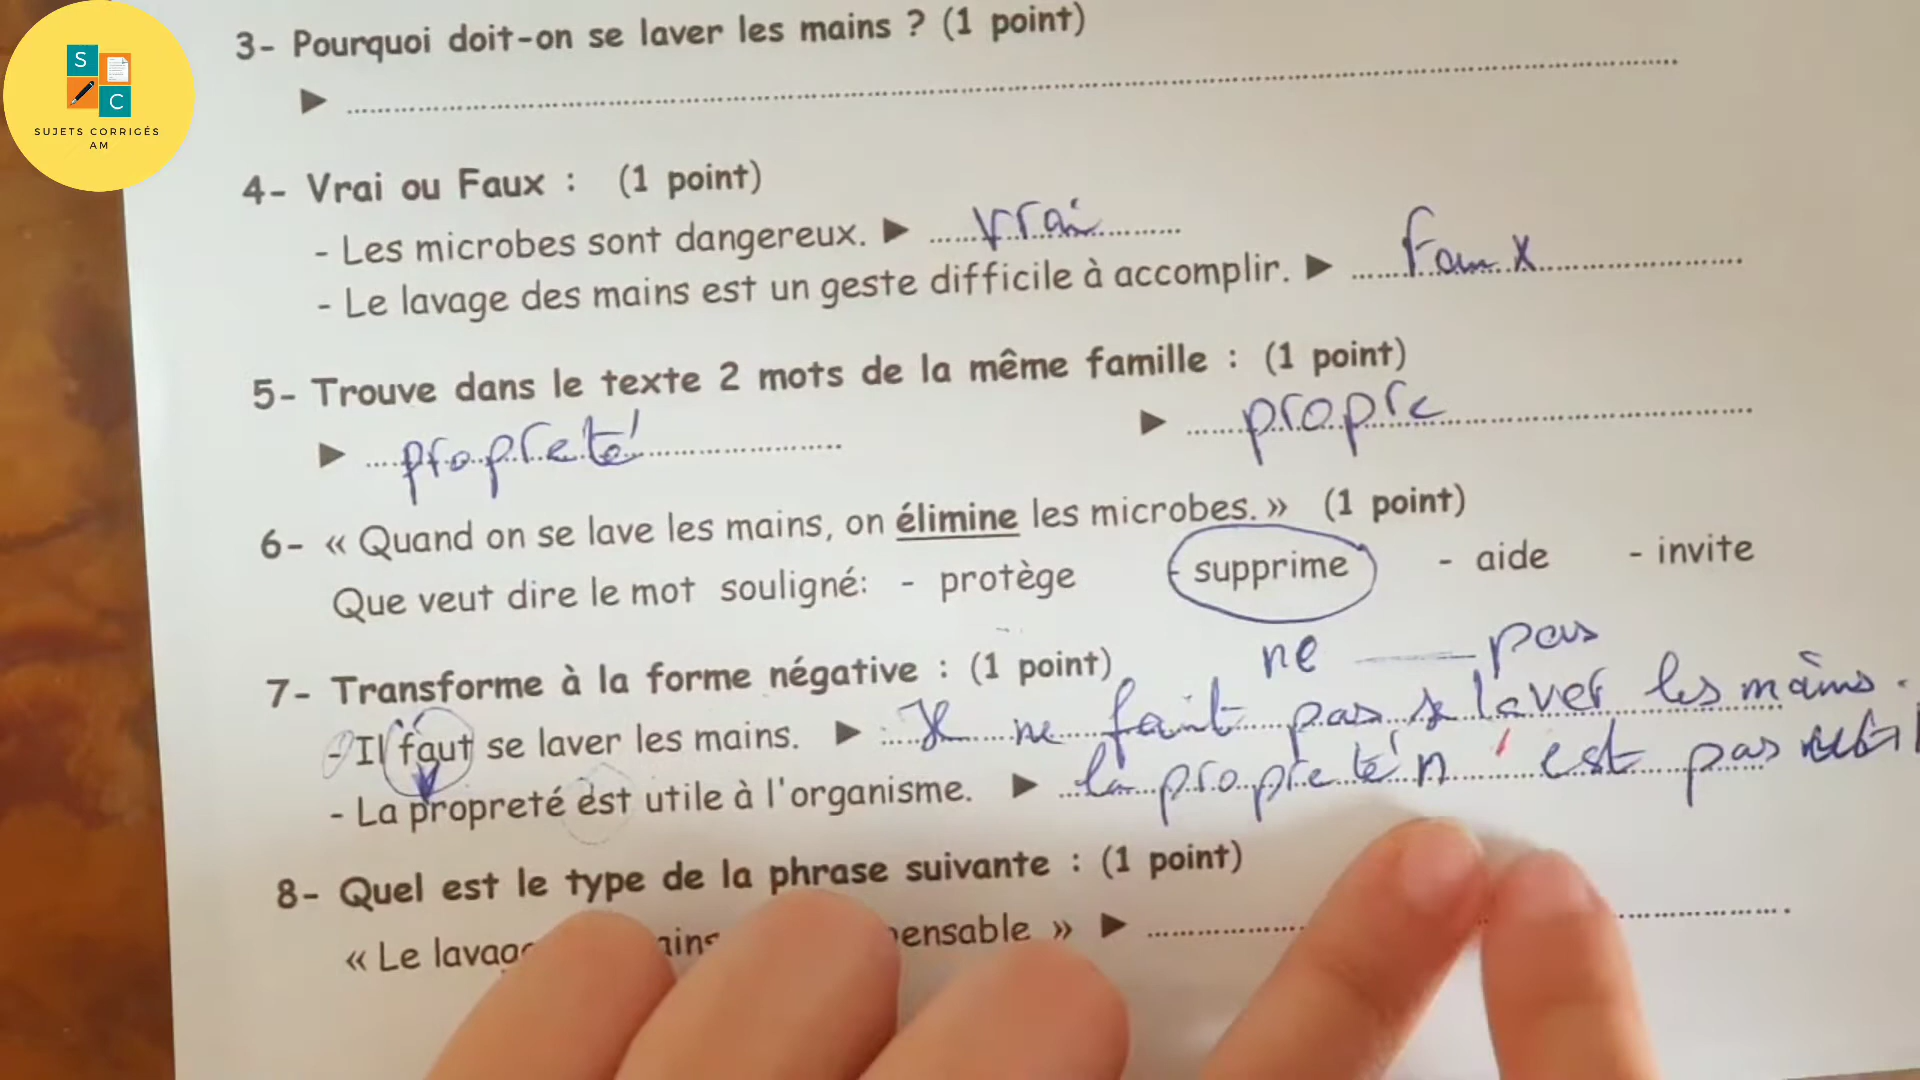 S
C
SUJETS CORRIGÉS
AM
3- Pourquoi doit-on se laver les mains ? (1 point)
4- Vrai ou Faux : (1 point)
- Les microbes sont dangereux. ► vrai
- Le lavage des mains est un geste difficile à accomplir. ► Faux
5- Trouve dans le texte 2 mots de la même famille : (1 point)
► propreté ► propre
6- « Quand on se lave les mains, on élimine les microbes. » (1 point)
Que veut dire le mot souligné: - protège - supprime - aide - invite
ne pas
7- Transforme à la forme négative : (1 point)
- Il faut se laver les mains. ► Il ne faut pas se laver les mains.
- La propreté est utile à l'organisme. ► la propreté n'est pas
8- Quel est le type de la phrase suivante : (1 point)
« Le »  ►